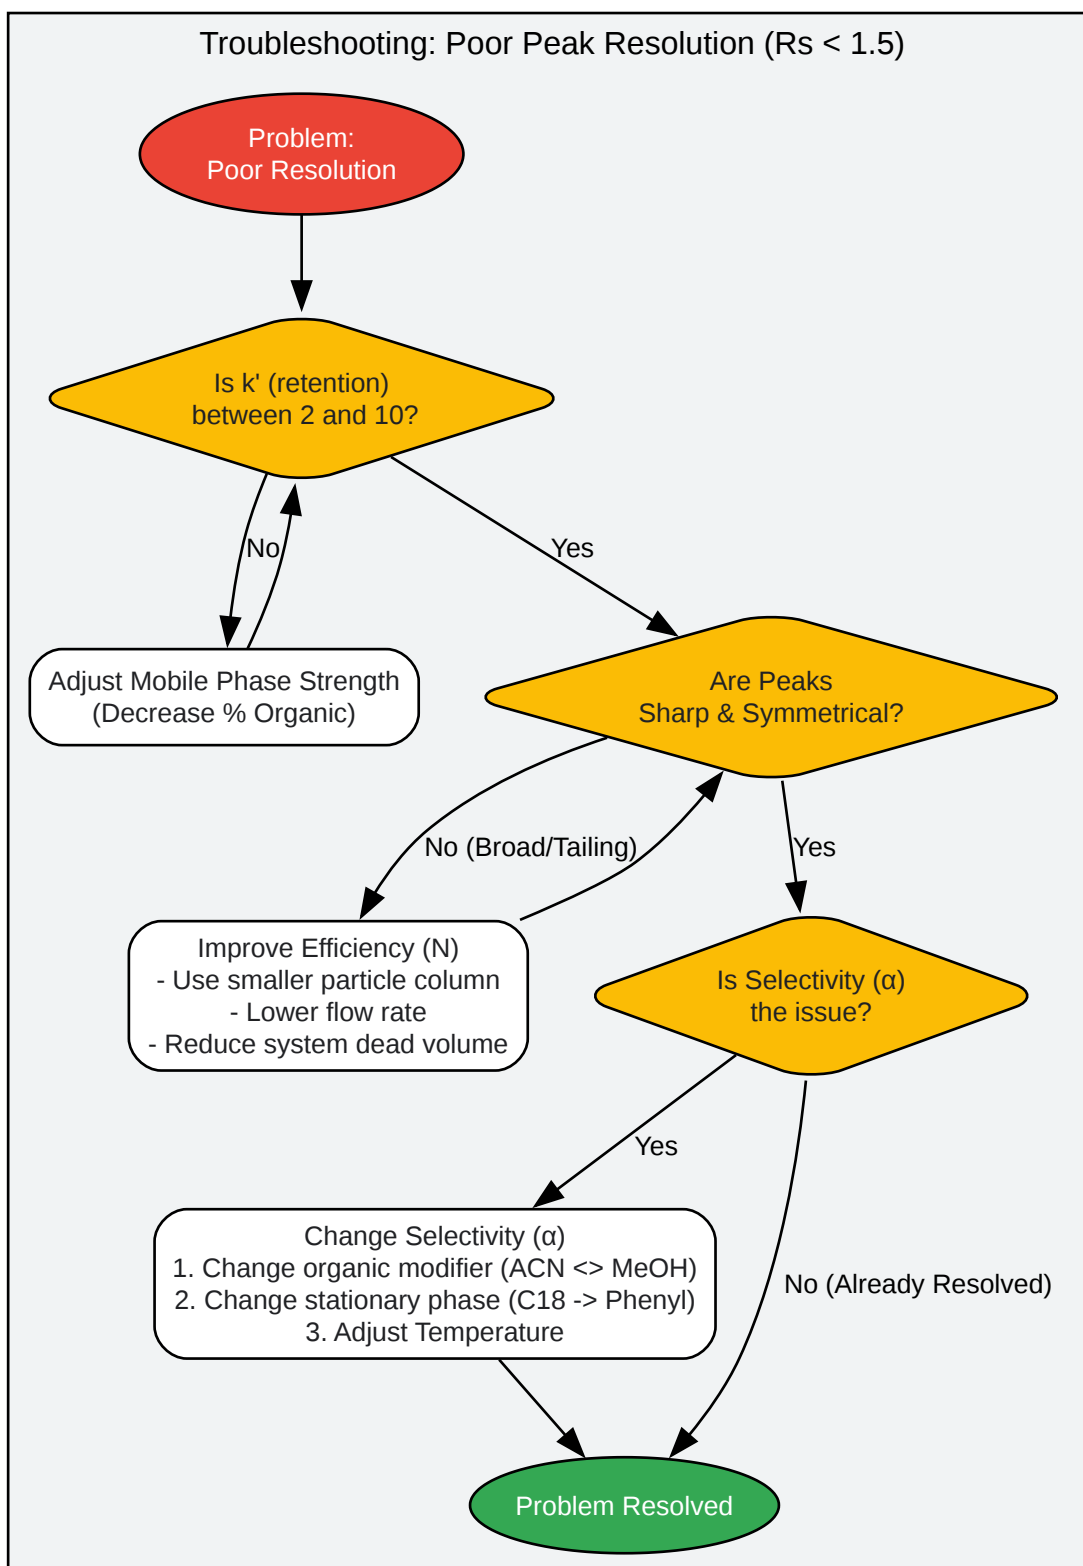 Troubleshooting: Poor Peak Resolution (Rs < 1.5)
Problem:
Poor Resolution
Is k' (retention)
between 2 and 10?
No
Yes
Adjust Mobile Phase Strength
(Decrease % Organic)
Are Peaks
Sharp & Symmetrical?
No (Broad/Tailing)
Yes
Improve Efficiency (N)
- Use smaller particle column
- Lower flow rate
- Reduce system dead volume
Is Selectivity (α)
the issue?
Yes
Change Selectivity (α)
1. Change organic modifier (ACN <> MeOH)
2. Change stationary phase (C18 -> Phenyl)
3. Adjust Temperature
No (Already Resolved)
Problem Resolved